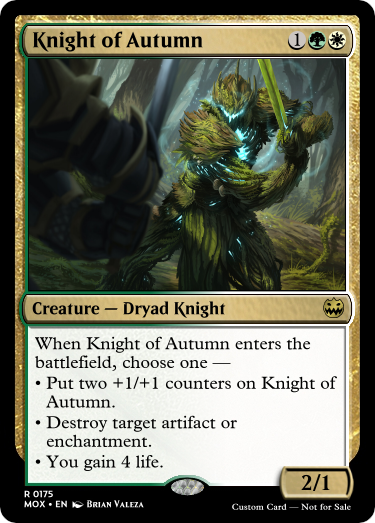 Knight of Autumn 1
Creature — Dryad Knight
When Knight of Autumn enters the
battlefield, choose one —
• Put two +1/+1 counters on Knight of
Autumn.
• Destroy target artifact or
enchantment.
• You gain 4 life.
2/1
R 0175
MOX • EN Brian Valeza
Custom Card — Not for Sale